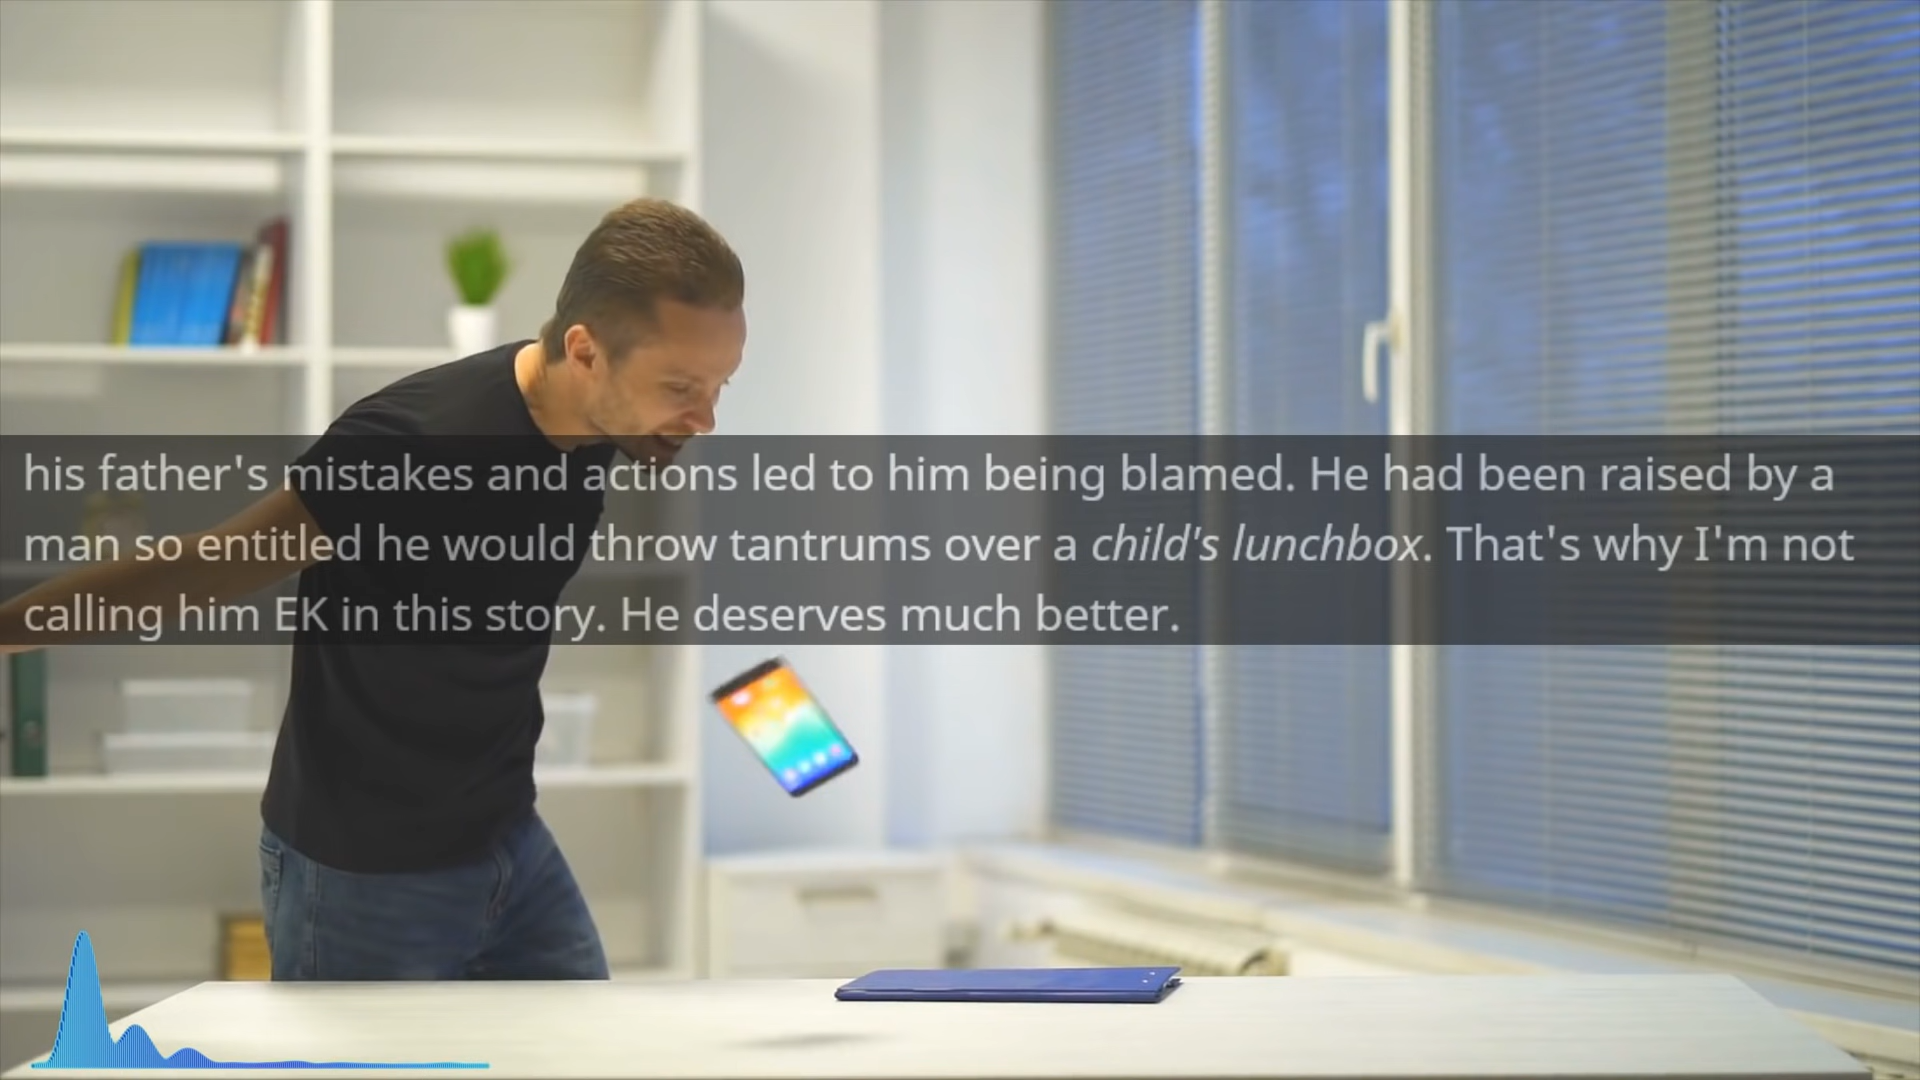 his father's mistakes and actions led to him being blamed. He had been raised by a
man so entitled he would throw tantrums over a child's lunchbox. That's why I'm not
calling him EK in this story. He deserves much better.